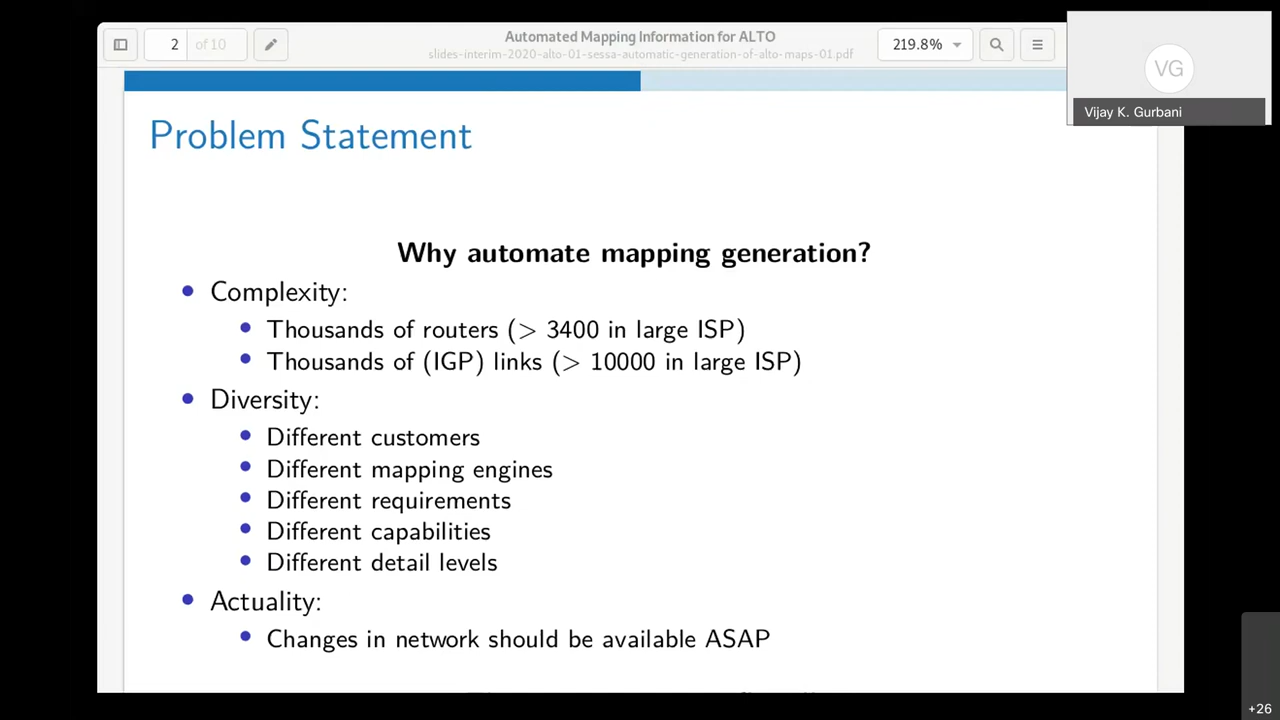 Automated Mapping Information for ALTO
2 of 10
slides-interim-2020-alto-01-sessa-automatic-generation-of-alto-maps-01.pdf
219.8%
VG
Vijay K. Gurbani
Problem Statement
Why automate mapping generation?
Complexity:
Thousands of routers (> 3400 in large ISP)
Thousands of (IGP) links (> 10000 in large ISP)
Diversity:
Different customers
Different mapping engines
Different requirements
Different capabilities
Different detail levels
Actuality:
Changes in network should be available ASAP
+26